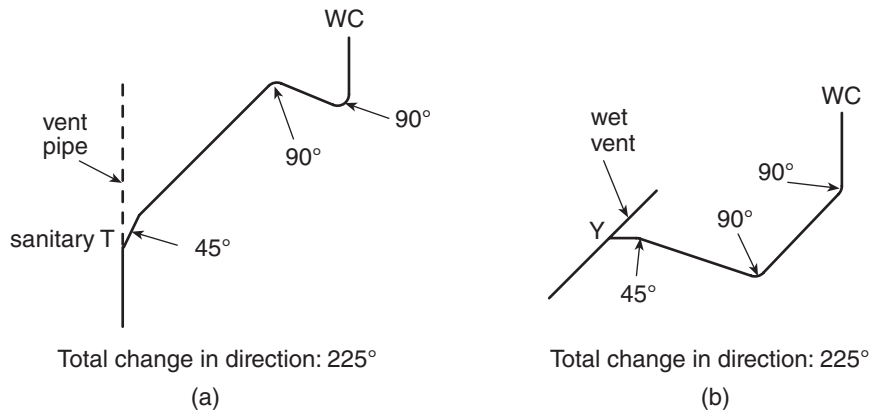 WC
vent
pipe
90°
90°
sanitary T
45°
Total change in direction: 225°
(a)
WC
wet
vent
90°
90°
Y
45°
Total change in direction: 225°
(b)